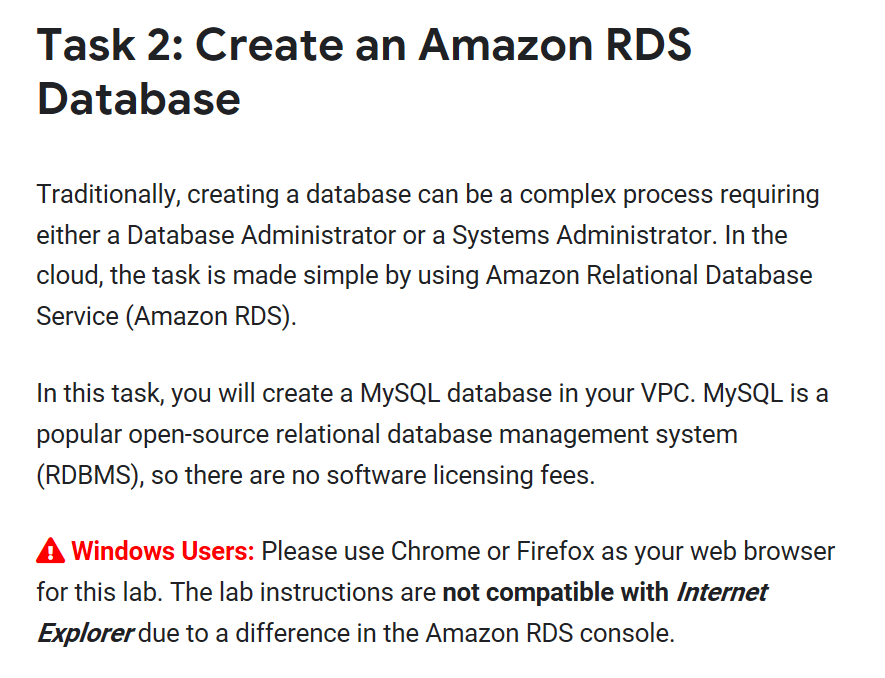 Task 2: Create an Amazon RDS
Database
Traditionally, creating a database can be a complex process requiring
either a Database Administrator or a Systems Administrator. In the
cloud, the task is made simple by using Amazon Relational Database
Service (Amazon RDS).
In this task, you will create a MySQL database in your VPC. MySQL is a
popular open-source relational database management system
(RDBMS), so there are no software licensing fees.
Windows Users: Please use Chrome or Firefox as your web browser
for this lab. The lab instructions are not compatible with Internet
Explorer due to a difference in the Amazon RDS console.